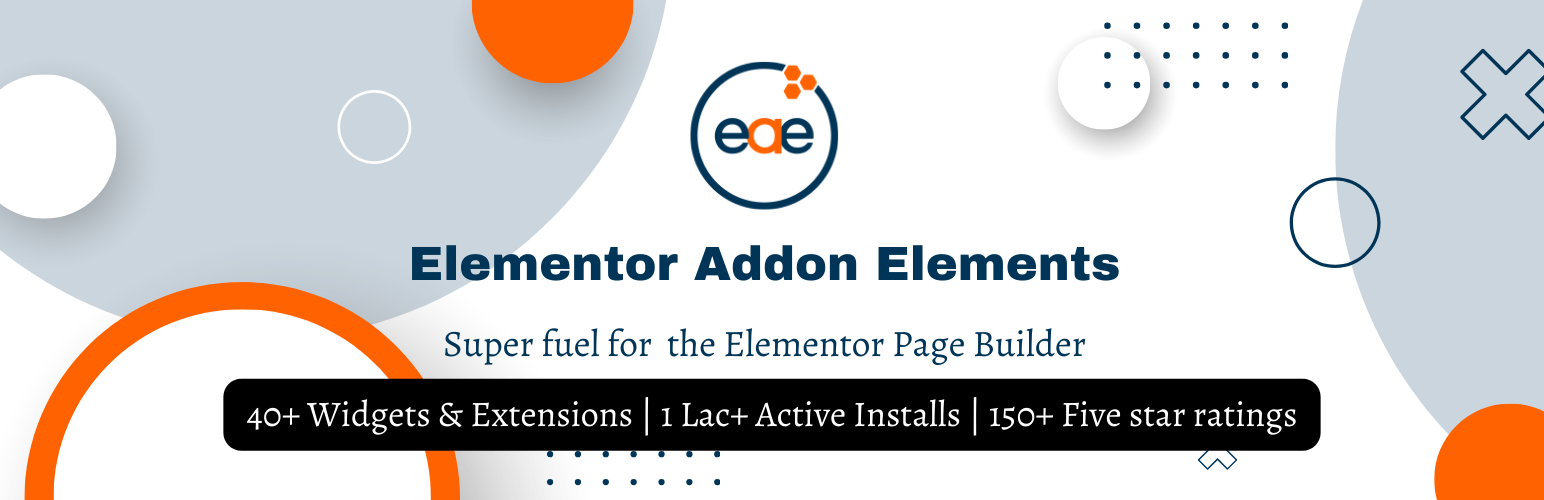 eae
Elementor Addon Elements
Super fuel for the Elementor Page Builder
40+ Widgets & Extensions | 1 Lac+ Active Installs | 150+ Five star ratings